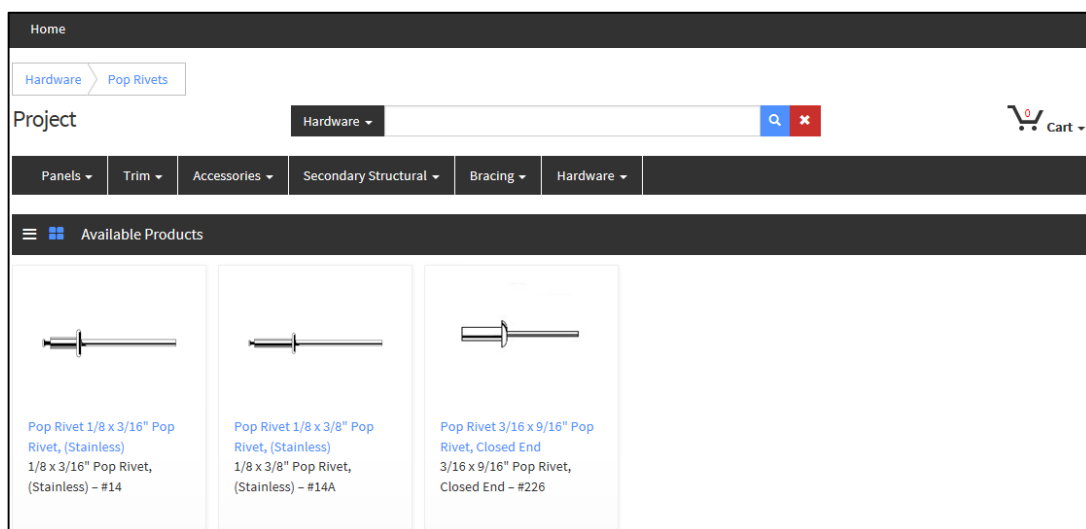 Home
Hardware Pop Rivets
Project
Hardware
0
Cart
Panels Trim Accessories Secondary Structural Bracing Hardware
Available Products
Pop Rivet 1/8 x 3/16" Pop
Rivet, (Stainless)
1/8 x 3/16" Pop Rivet,
(Stainless) – #14
Pop Rivet 1/8 x 3/8" Pop
Rivet, (Stainless)
1/8 x 3/8" Pop Rivet,
(Stainless) – #14A
Pop Rivet 3/16 x 9/16" Pop
Rivet, Closed End
3/16 x 9/16" Pop Rivet,
Closed End – #226